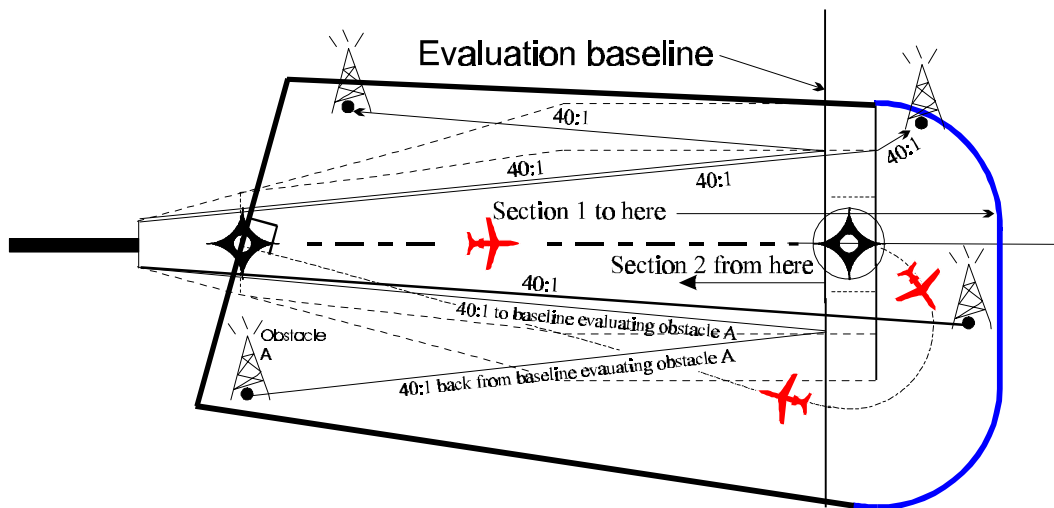 Evaluation baseline
40:1
40:1
40:1
40:1
Section 1 to here
Section 2 from here
40:1
40:1 to baseline evaluating obstacle A
Obstacle
A
40:1 back from baseline evauating obstacle A